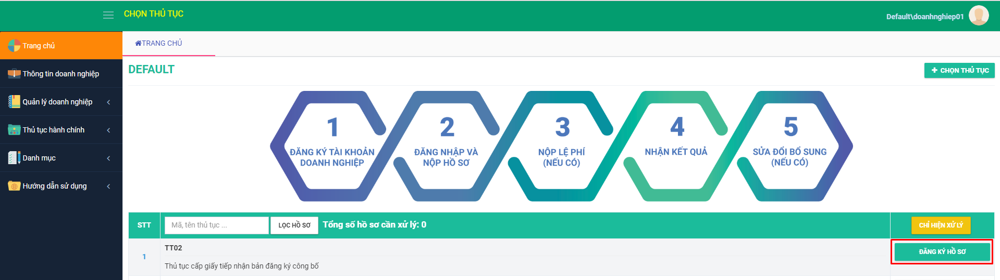 CHỌN THỦ TỤC
Default\doanhnghiep01
Trang chủ
Thông tin doanh nghiệp
Quản lý doanh nghiệp
Thủ tục hành chính
Danh mục
Hướng dẫn sử dụng
TRANG CHỦ
DEFAULT
CHỌN THỦ TỤC
1
ĐĂNG KÝ TÀI KHOẢN
DOANH NGHIỆP
2
ĐĂNG NHẬP VÀ
NỘP HỒ SƠ
3
NỘP LỆ PHÍ
(NẾU CÓ)
4
NHẬN KẾT QUẢ
5
SỬA ĐỔI BỔ SUNG
(NẾU CÓ)
STT
Mã, tên thủ tục ...
LỌC HỒ SƠ
Tổng số hồ sơ cần xử lý: 0
CHỈ HIỆN XỬ LÝ
1
TT02
Thủ tục cấp giấy tiếp nhận bản đăng ký công bố
ĐĂNG KÝ HỒ SƠ